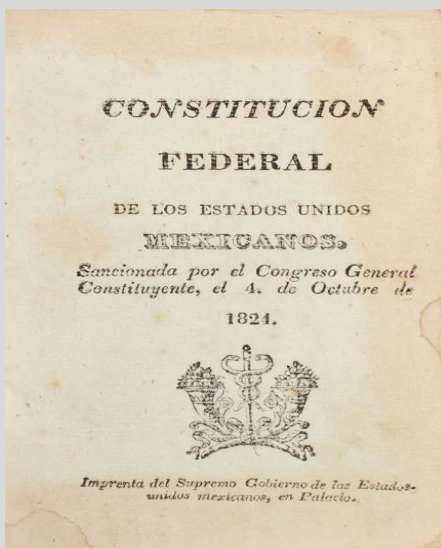 CONSTITUCION
FEDERAL
DE LOS ESTADOS UNIDOS
MEXICANOS.
Sancionada por el Congreso General
Constituyente, el 4. de Octubre de
1824.
Imprenta del Supremo Gobierno de los Estados-
unidos mexicanos, en Palacio.